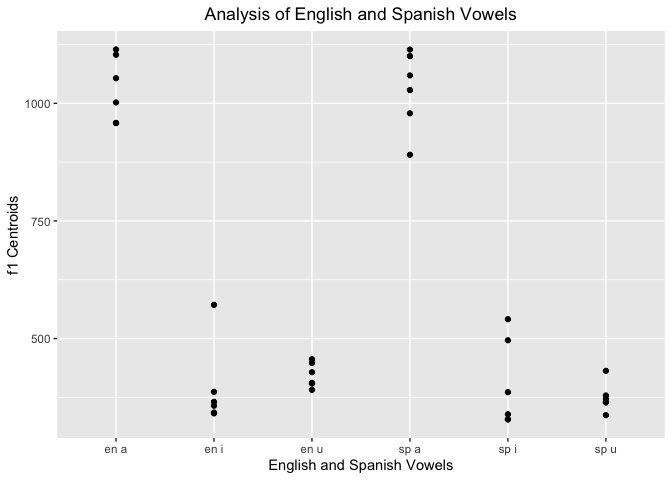 Analysis of English and Spanish Vowels
1000
750
500
f1 Centroids
en a en i en u sp a sp i sp u
English and Spanish Vowels